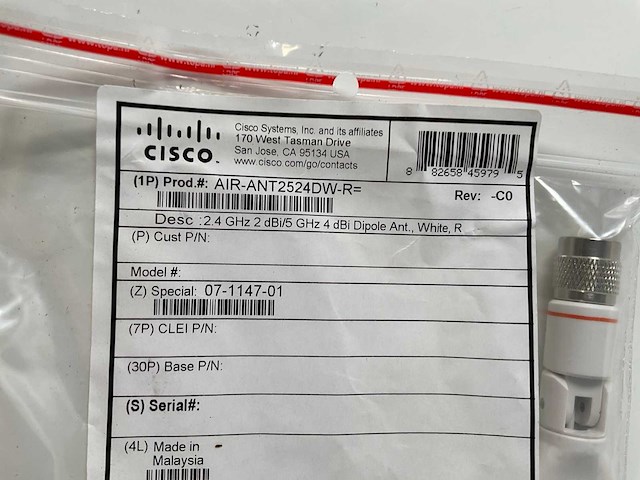 Cisco Systems, Inc. and its affiliates
170 West Tasman Drive
San Jose, CA 95134 USA
www.cisco.com/go/contacts
CISCO.
8 82658 45979 5
(1P) Prod.#: AIR-ANT2524DW-R=
Rev: -C0
Desc :2.4 GHz 2 dBi/5 GHz 4 dBi Dipole Ant., White, R
(P) Cust P/N:
Model #:
(Z) Special: 07-1147-01
(7P) CLEI P/N:
(30P) Base P/N:
(S) Serial#:
(4L) Made in
Malaysia